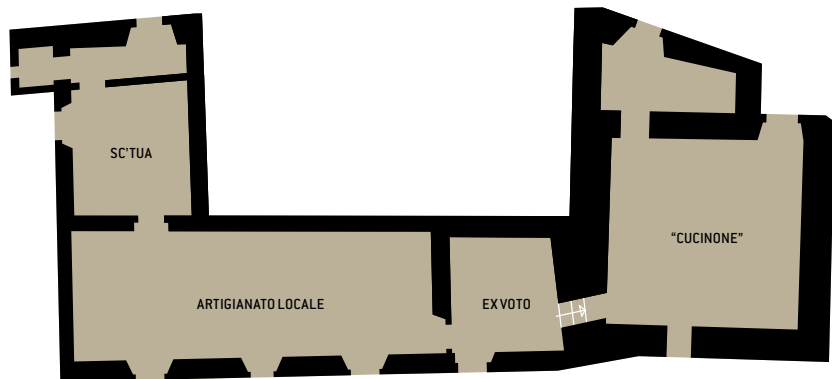 SC'TUA
"CUCINONE"
ARTIGIANATO LOCALE
EX VOTO